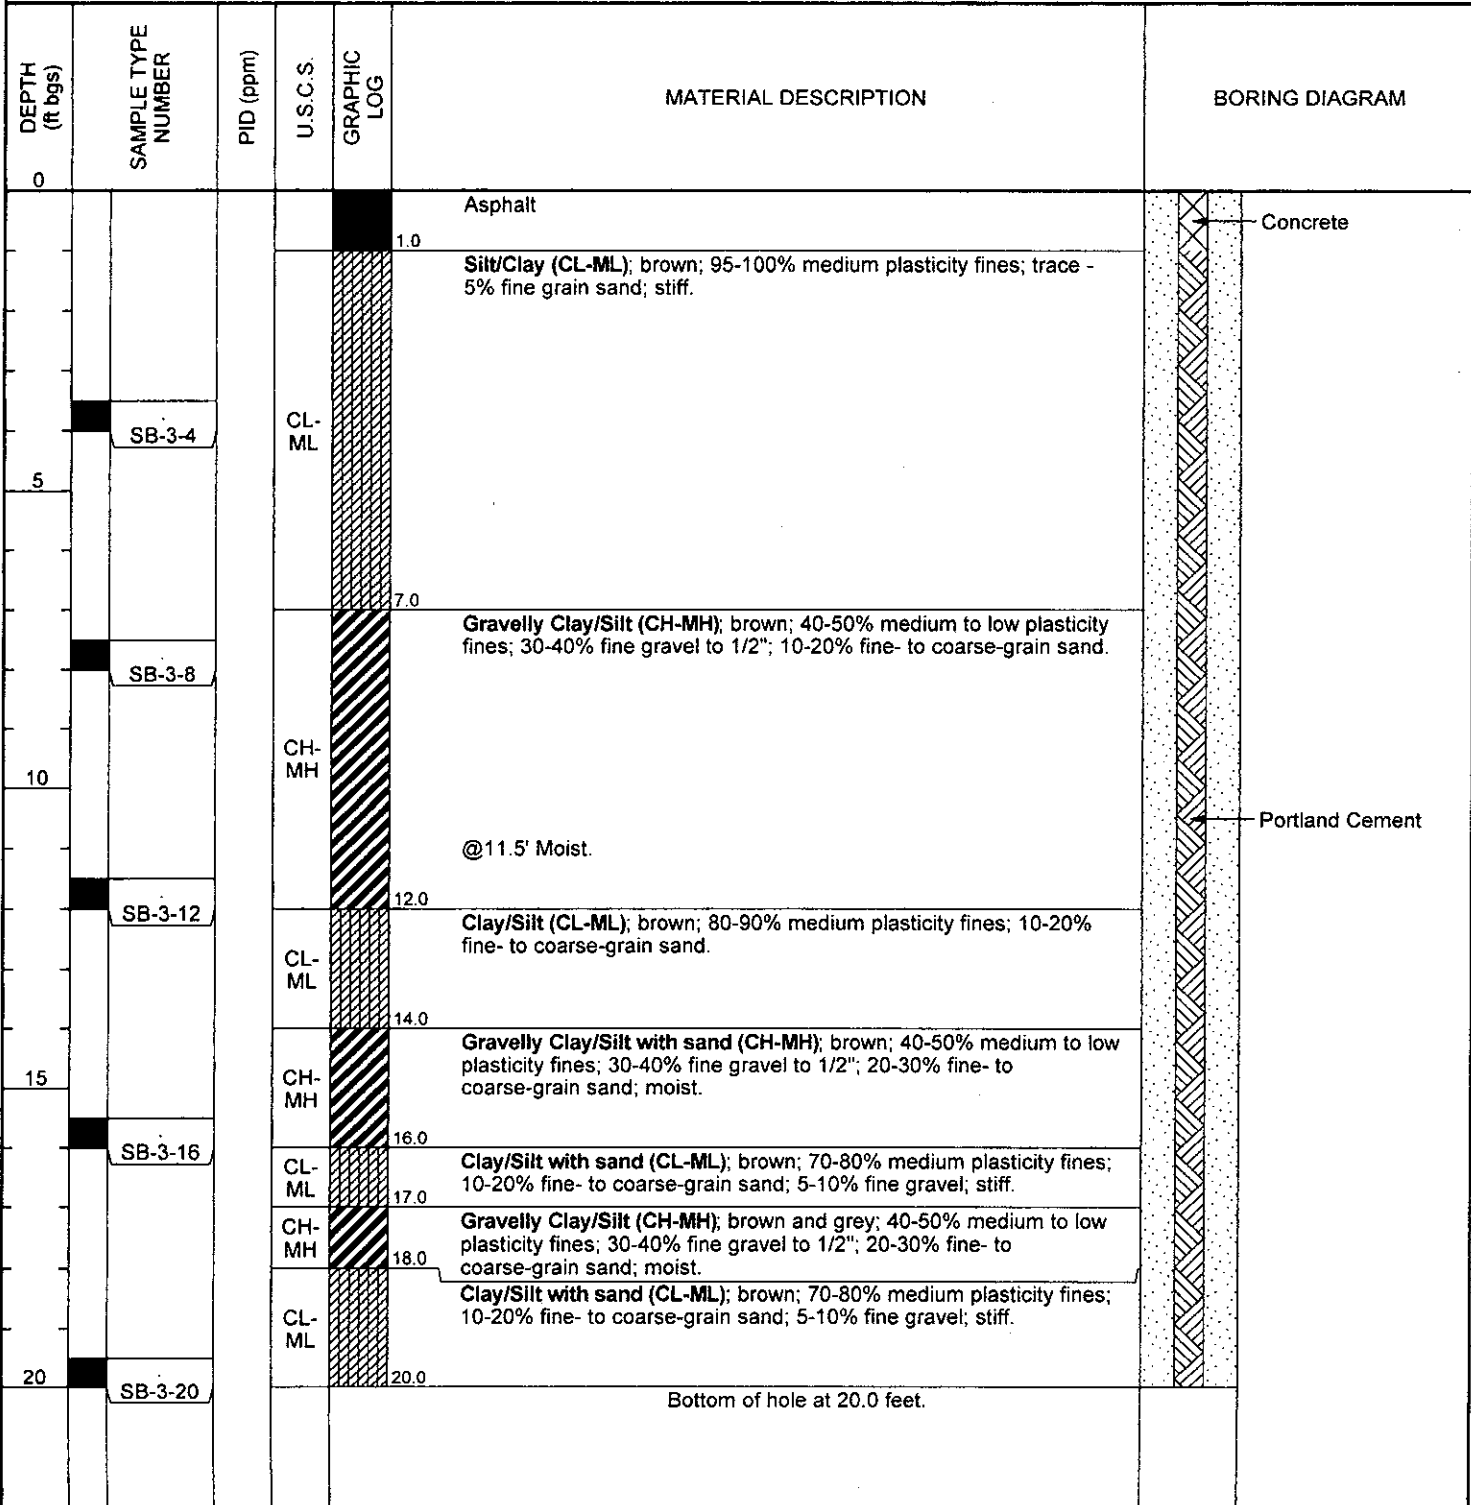 DEPTH
(ft bgs)
SAMPLE TYPE
NUMBER
PID (ppm)
U.S.C.S.
GRAPHIC
LOG
MATERIAL DESCRIPTION
BORING DIAGRAM
0
Asphalt
Concrete
1.0
Silt/Clay (CL-ML); brown; 95-100% medium plasticity fines; trace -
5% fine grain sand; stiff.
CL-
ML
SB-3-4
5
7.0
Gravelly Clay/Silt (CH-MH); brown; 40-50% medium to low plasticity
fines; 30-40% fine gravel to 1/2"; 10-20% fine- to coarse-grain sand.
SB-3-8
CH-
MH
10
Portland Cement
@11.5' Moist.
12.0
SB-3-12
Clay/Silt (CL-ML); brown; 80-90% medium plasticity fines; 10-20%
fine- to coarse-grain sand.
CL-
ML
14.0
Gravelly Clay/Silt with sand (CH-MH); brown; 40-50% medium to low
plasticity fines; 30-40% fine gravel to 1/2"; 20-30% fine- to
coarse-grain sand; moist.
15
CH-
MH
16.0
SB-3-16
Clay/Silt with sand (CL-ML); brown; 70-80% medium plasticity fines;
10-20% fine- to coarse-grain sand; 5-10% fine gravel; stiff.
CL-
ML
17.0
Gravelly Clay/Silt (CH-MH); brown and grey; 40-50% medium to low
plasticity fines; 30-40% fine gravel to 1/2"; 20-30% fine- to
coarse-grain sand; moist.
CH-
MH
18.0
Clay/Silt with sand (CL-ML); brown; 70-80% medium plasticity fines;
10-20% fine- to coarse-grain sand; 5-10% fine gravel; stiff.
CL-
ML
20
20.0
SB-3-20
Bottom of hole at 20.0 feet.